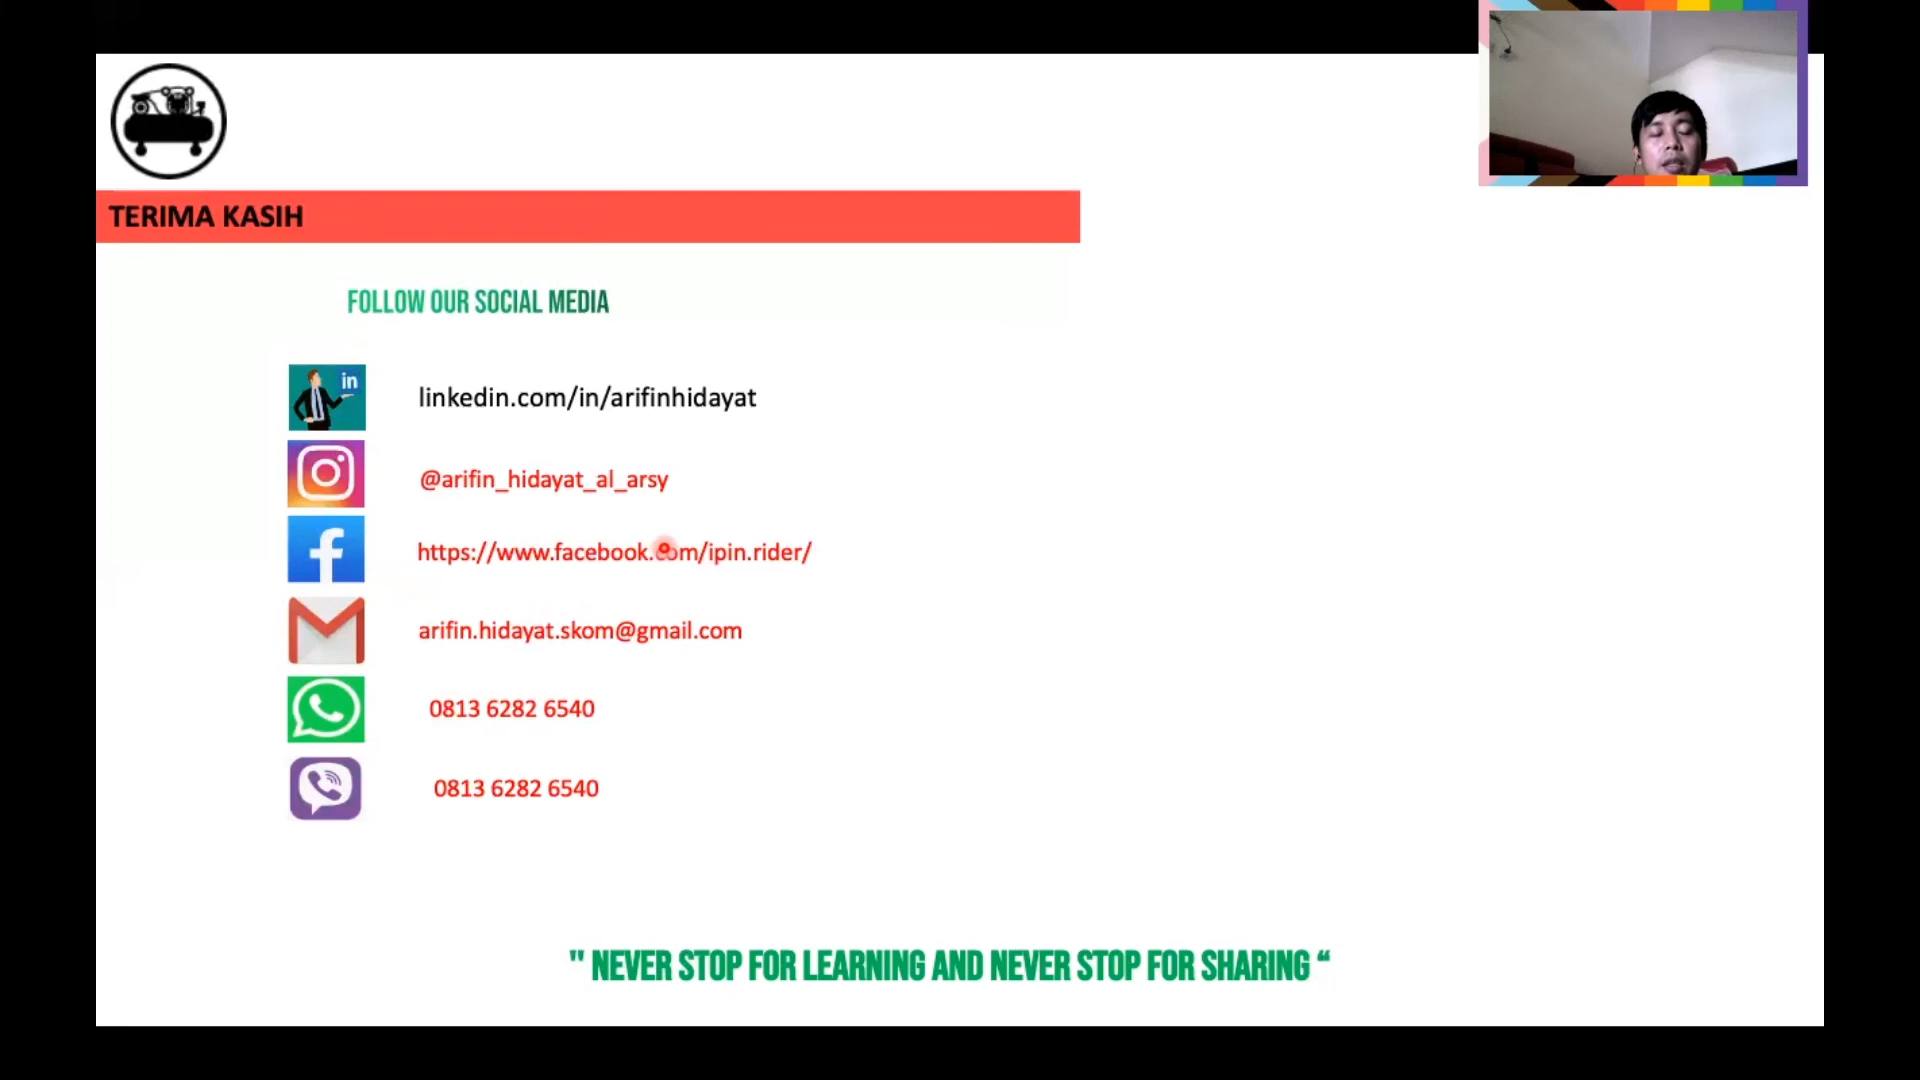 TERIMA KASIH
FOLLOW OUR SOCIAL MEDIA
in
linkedin.com/in/arifinhidayat
@arifin_hidayat_al_arsy
https://www.facebook.com/ipin.rider/
arifin.hidayat.skom@gmail.com
0813 6282 6540
0813 6282 6540
" NEVER STOP FOR LEARNING AND NEVER STOP FOR SHARING “